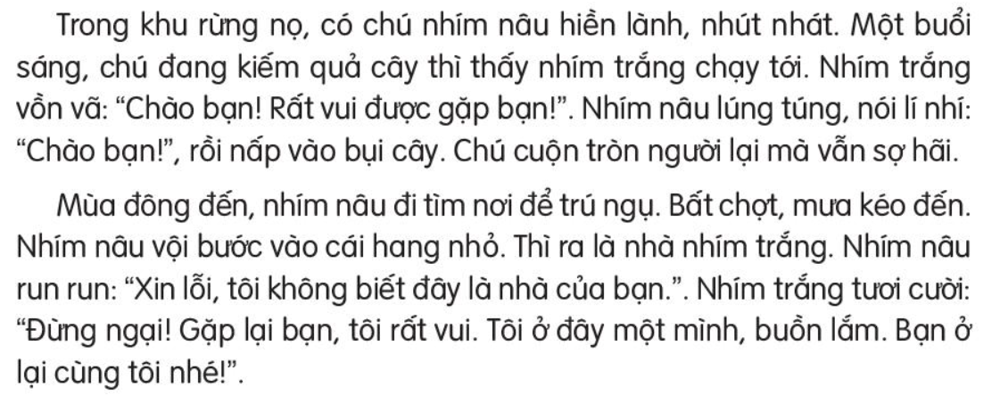 Trong khu rừng nọ, có chú nhím nâu hiền lành, nhút nhát. Một buổi
sáng, chú đang kiếm quả cây thì thấy nhím trắng chạy tới. Nhím trắng
vồn vã: “Chào bạn! Rất vui được gặp bạn!”. Nhím nâu lúng túng, nói lí nhí:
“Chào bạn!”, rồi nấp vào bụi cây. Chú cuộn tròn người lại mà vẫn sợ hãi.
Mùa đông đến, nhím nâu đi tìm nơi để trú ngụ. Bất chợt, mưa kéo đến.
Nhím nâu vội bước vào cái hang nhỏ. Thì ra là nhà nhím trắng. Nhím nâu
run run: “Xin lỗi, tôi không biết đây là nhà của bạn.”. Nhím trắng tươi cười:
“Đừng ngại! Gặp lại bạn, tôi rất vui. Tôi ở đây một mình, buồn lắm. Bạn ở
lại cùng tôi nhé!”.